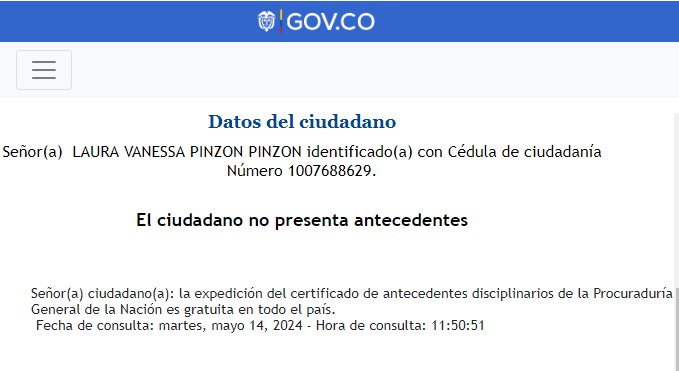 GOV.CO
Datos del ciudadano
Señor(a) LAURA VANESSA PINZON PINZON identificado(a) con Cédula de ciudadanía
Número 1007688629.
El ciudadano no presenta antecedentes
Señor(a) ciudadano(a): la expedición del certificado de antecedentes disciplinarios de la Procuraduría
General de la Nación es gratuita en todo el país.
Fecha de consulta: martes, mayo 14, 2024 - Hora de consulta: 11:50:51